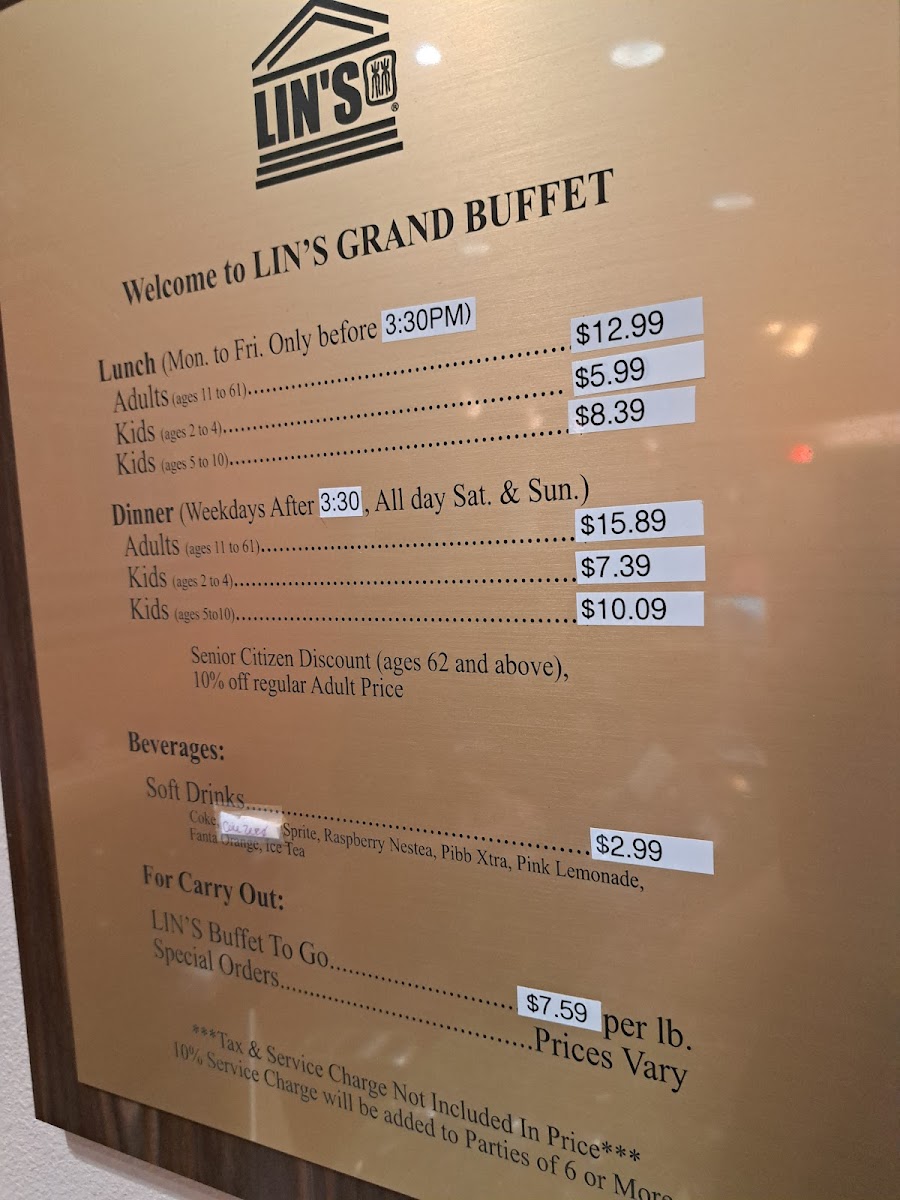 LIN'S林®
Welcome to LIN'S GRAND BUFFET
Lunch (Mon. to Fri. Only before 3:30PM)
Adults (ages 11 to 61)........................................ $12.99
Kids (ages 2 to 4)........................................ $5.99
Kids (ages 5 to 10)........................................ $8.39
Dinner (Weekdays After 3:30, All day Sat. & Sun.)
Adults (ages 11 to 61)........................................ $15.89
Kids (ages 2 to 4)........................................ $7.39
Kids (ages 5to10)........................................ $10.09
Senior Citizen Discount (ages 62 and above),
10% off regular Adult Price
Beverages:
Soft Drinks........................................ $2.99
Coke, Sprite, Raspberry Nestea, Pibb Xtra, Pink Lemonade,
Fanta Orange, Ice Tea
For Carry Out:
LIN'S Buffet To Go........................ $7.59 per lb.
Special Orders..............................Prices Vary
***Tax & Service Charge Not Included In Price***
10% Service Charge will be added to Parties of 6 or More